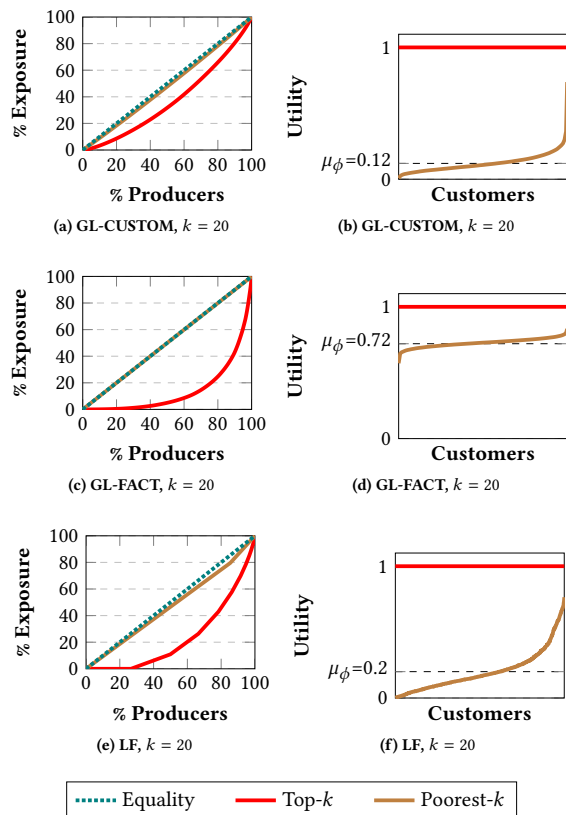 100
80
60
40
20
0
0 20 40 60 80 100
% Exposure
% Producers
(a) GL-CUSTOM, k = 20
1
μϕ=0.12
0
Utility
Customers
(b) GL-CUSTOM, k = 20
100
80
60
40
20
0
0 20 40 60 80 100
% Exposure
% Producers
(c) GL-FACT, k = 20
1
μϕ=0.72
0
Utility
Customers
(d) GL-FACT, k = 20
100
80
60
40
20
0
0 20 40 60 80 100
% Exposure
% Producers
(e) LF, k = 20
1
μϕ=0.2
0
Utility
Customers
(f) LF, k = 20
Equality Top-k Poorest-k